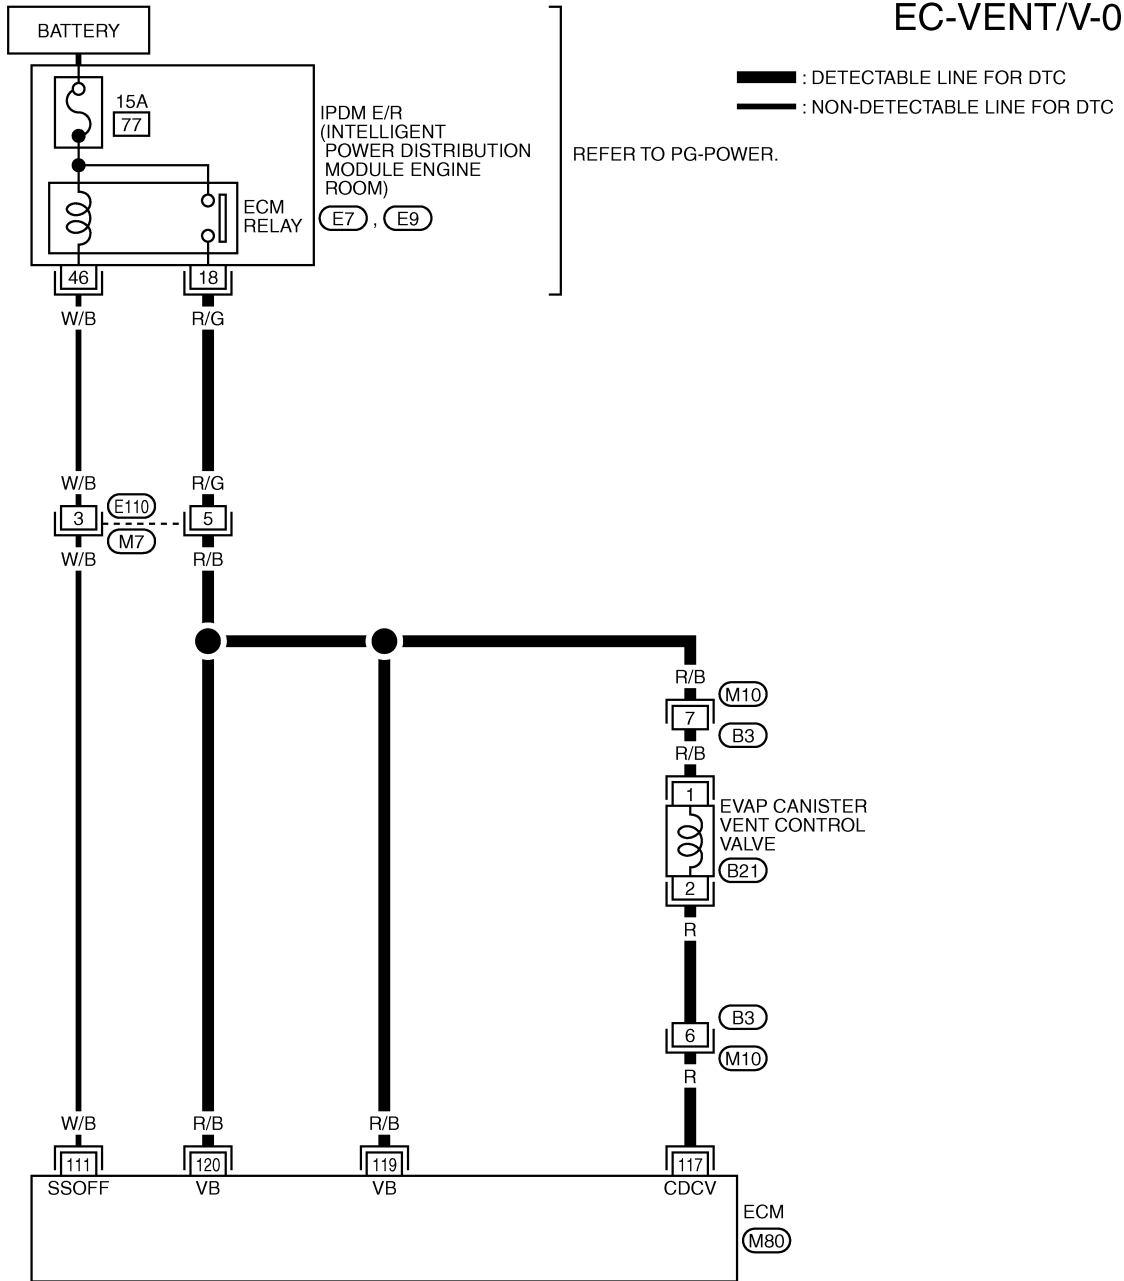 EC-VENT/V-0
BATTERY
: DETECTABLE LINE FOR DTC
: NON-DETECTABLE LINE FOR DTC
15A
77
IPDM E/R
(INTELLIGENT
POWER DISTRIBUTION
MODULE ENGINE
ROOM)
E7 , E9
REFER TO PG-POWER.
ECM
RELAY
46 18
W/B R/G
W/B R/G
3 E110 5
M7
W/B R/B
R/B
M10
7
B3
R/B
1
EVAP CANISTER
VENT CONTROL
VALVE
B21
2
R
B3
6
M10
R
W/B R/B R/B
111 120 119 117
SSOFF VB VB CDCV
ECM
M80